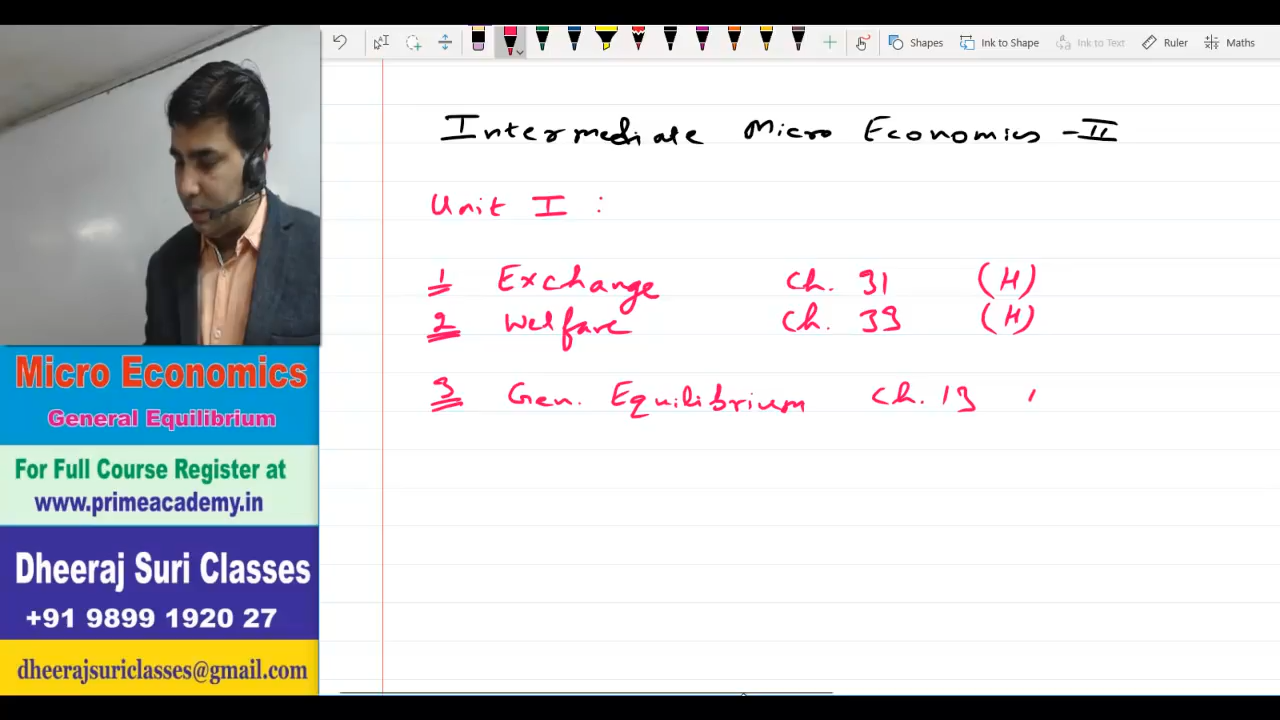 Shapes Ink to Shape Ink to Text Ruler Maths
Intermediate Micro Economics - II
Unit I :
1 Exchange Ch. 31 (H)
2 Welfare Ch. 33 (H)
3 Gen. Equilibrium Ch. 13
Micro Economics
General Equilibrium
For Full Course Register at
www.primeacademy.in
Dheeraj Suri Classes
+91 9899 1920 27
dheerajsuriclasses@gmail.com